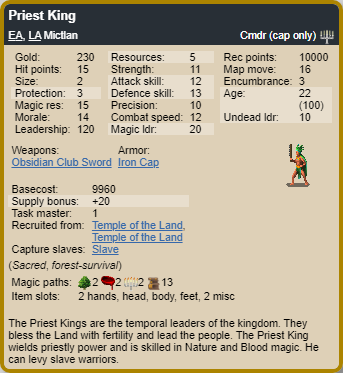 Priest King
EA, LA Mictlan Cmdr (cap only)
Gold: 230 Resources: 5 Rec points: 10000
Hit points: 15 Strength: 11 Map move: 16
Size: 2 Attack skill: 12 Encumbrance: 3
Protection: 3 Defence skill: 13 Age: 22
Magic res: 15 Precision: 10 (100)
Morale: 14 Combat speed: 12 Undead ldr: 10
Leadership: 120 Magic ldr: 20
Weapons: Armor:
Obsidian Club Sword Iron Cap
Basecost: 9960
Supply bonus: +20
Task master: 1
Recruited from: Temple of the Land,
Temple of the Land
Capture slaves: Slave
(Sacred, forest-survival)
Magic paths: 2 2 2 13
Item slots: 2 hands, head, body, feet, 2 misc
The Priest Kings are the temporal leaders of the kingdom. They
bless the Land with fertility and lead the people. The Priest King
wields priestly power and is skilled in Nature and Blood magic. He
can levy slave warriors.